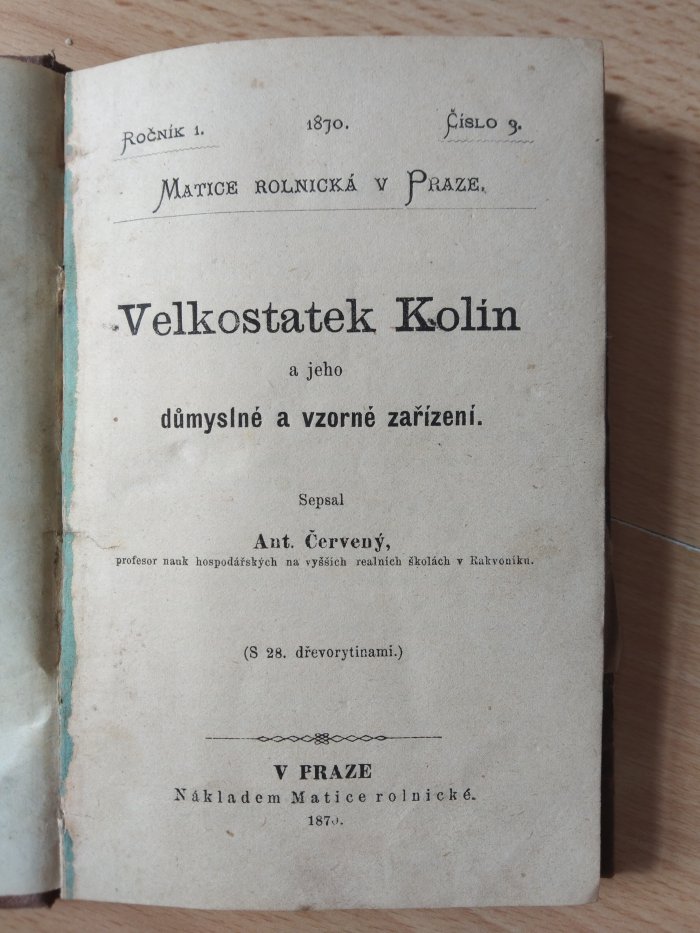 Ročník 1. 1870. Číslo 9.
Matice rolnická v Praze.
Velkostatek Kolín
a jeho
důmyslné a vzorné zařízení.
Sepsal
Ant. Červený,
profesor nauk hospodářských na vyšších realních školách v Rakovníku.
(S 28. dřevorytinami.)
V PRAZE
Nákladem Matice rolnické.
1870.